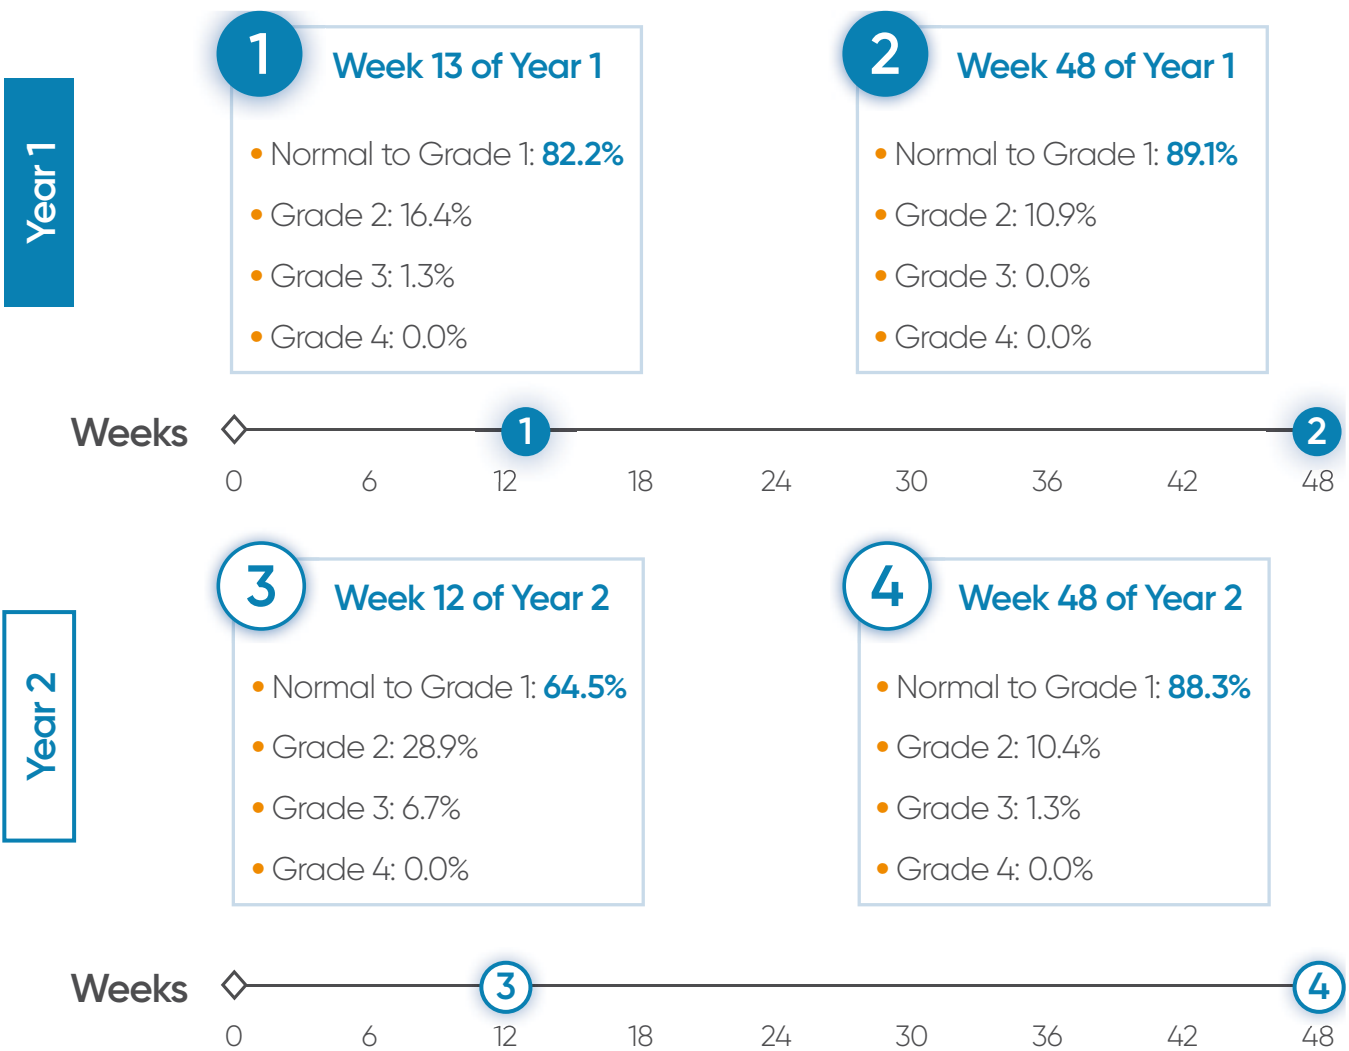 Year 1
1
Week 13 of Year 1
• Normal to Grade 1: 82.2%
• Grade 2: 16.4%
• Grade 3: 1.3%
• Grade 4: 0.0%
2
Week 48 of Year 1
• Normal to Grade 1: 89.1%
• Grade 2: 10.9%
• Grade 3: 0.0%
• Grade 4: 0.0%
Weeks
1
2
0 6 12 18 24 30 36 42 48
Year 2
3
Week 12 of Year 2
• Normal to Grade 1: 64.5%
• Grade 2: 28.9%
• Grade 3: 6.7%
• Grade 4: 0.0%
4
Week 48 of Year 2
• Normal to Grade 1: 88.3%
• Grade 2: 10.4%
• Grade 3: 1.3%
• Grade 4: 0.0%
Weeks
3
4
0 6 12 18 24 30 36 42 48